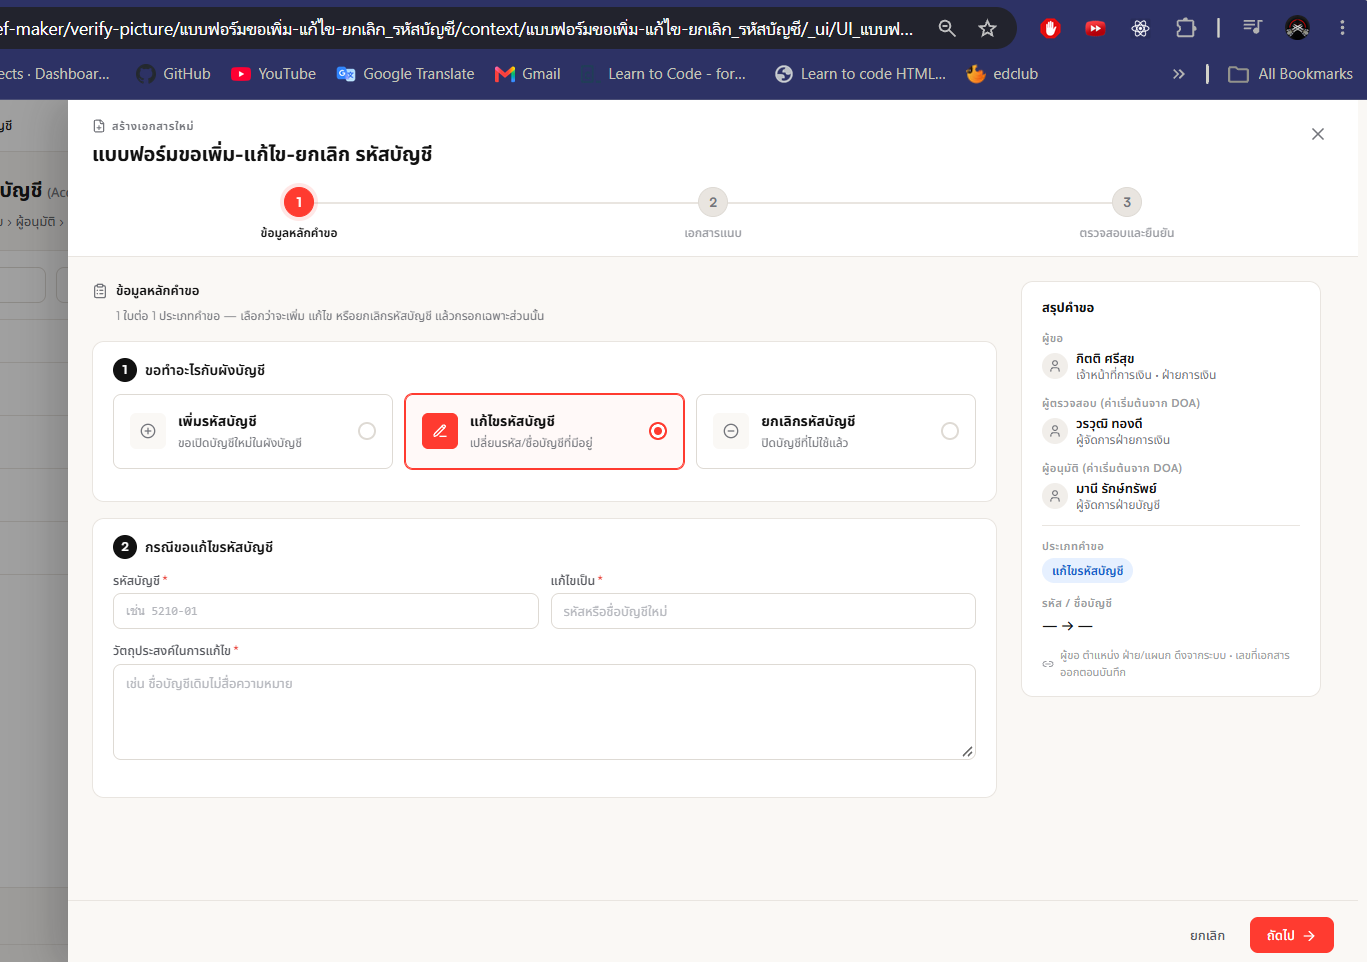 ef-maker/verify-picture/แบบฟอร์มขอเพิ่ม-แก้ไข-ยกเลิก_รหัสบัญชี/context/แบบฟอร์มขอเพิ่ม-แก้ไข-ยกเลิก_รหัสบัญชี/_ui/UI_แบบฟ...
ects · Dashboar...
GitHub
YouTube
Google Translate
Gmail
Learn to Code - for...
Learn to code HTML...
edclub
All Bookmarks
สร้างเอกสารใหม่
แบบฟอร์มขอเพิ่ม-แก้ไข-ยกเลิก รหัสบัญชี
บัญชี (Acc
› ผู้อนุมัติ ›
1
ข้อมูลหลักคำขอ
2
เอกสารแนบ
3
ตรวจสอบและยืนยัน
ข้อมูลหลักคำขอ
1 ใบต่อ 1 ประเภทคำขอ — เลือกว่าจะเพิ่ม แก้ไข หรือยกเลิกรหัสบัญชี แล้วกรอกเฉพาะส่วนนั้น
1 ขอทำอะไรกับผังบัญชี
เพิ่มรหัสบัญชี
ขอเปิดบัญชีใหม่ในผังบัญชี
แก้ไขรหัสบัญชี
เปลี่ยนรหัส/ชื่อบัญชีที่มีอยู่
ยกเลิกรหัสบัญชี
ปิดบัญชีที่ไม่ใช้แล้ว
2 กรณีขอแก้ไขรหัสบัญชี
รหัสบัญชี *
เช่น 5210-01
แก้ไขเป็น *
รหัสหรือชื่อบัญชีใหม่
วัตถุประสงค์ในการแก้ไข *
เช่น ชื่อบัญชีเดิมไม่สื่อความหมาย
สรุปคำขอ
ผู้ขอ
กิตติ ศรีสุข
เจ้าหน้าที่การเงิน · ฝ่ายการเงิน
ผู้ตรวจสอบ (ค่าเริ่มต้นจาก DOA)
วรวุฒิ ทองดี
ผู้จัดการฝ่ายการเงิน
ผู้อนุมัติ (ค่าเริ่มต้นจาก DOA)
มานี รักษ์ทรัพย์
ผู้จัดการฝ่ายบัญชี
ประเภทคำขอ
แก้ไขรหัสบัญชี
รหัส / ชื่อบัญชี
— → —
ผู้ขอ ตำแหน่ง ฝ่าย/แผนก ดึงจากระบบ · เลขที่เอกสาร
ออกตอนบันทึก
ยกเลิก
ถัดไป →